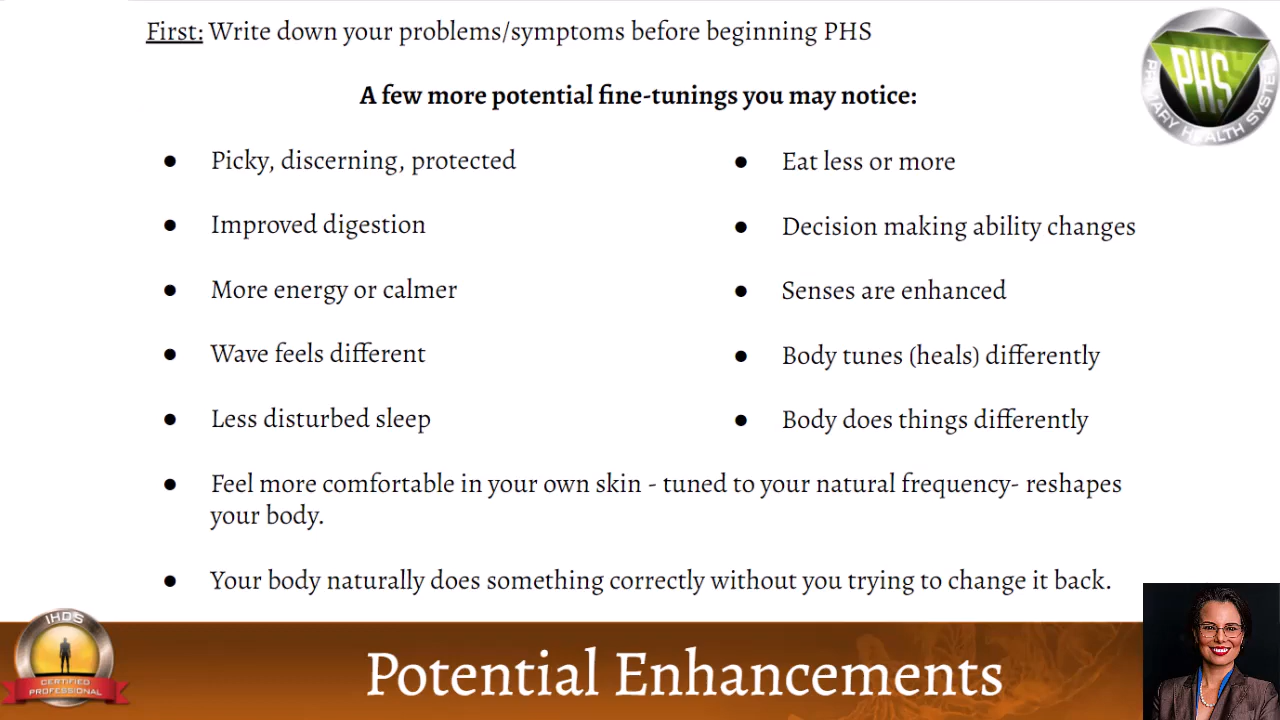 First: Write down your problems/symptoms before beginning PHS
A few more potential fine-tunings you may notice:
● Picky, discerning, protected
● Improved digestion
● More energy or calmer
● Wave feels different
● Less disturbed sleep
● Eat less or more
● Decision making ability changes
● Senses are enhanced
● Body tunes (heals) differently
● Body does things differently
● Feel more comfortable in your own skin - tuned to your natural frequency- reshapes
your body.
● Your body naturally does something correctly without you trying to change it back.
Potential Enhancements
PHS
PRIMARY HEALTH SYSTEM
IHDS
CERTIFIED
PROFESSIONAL